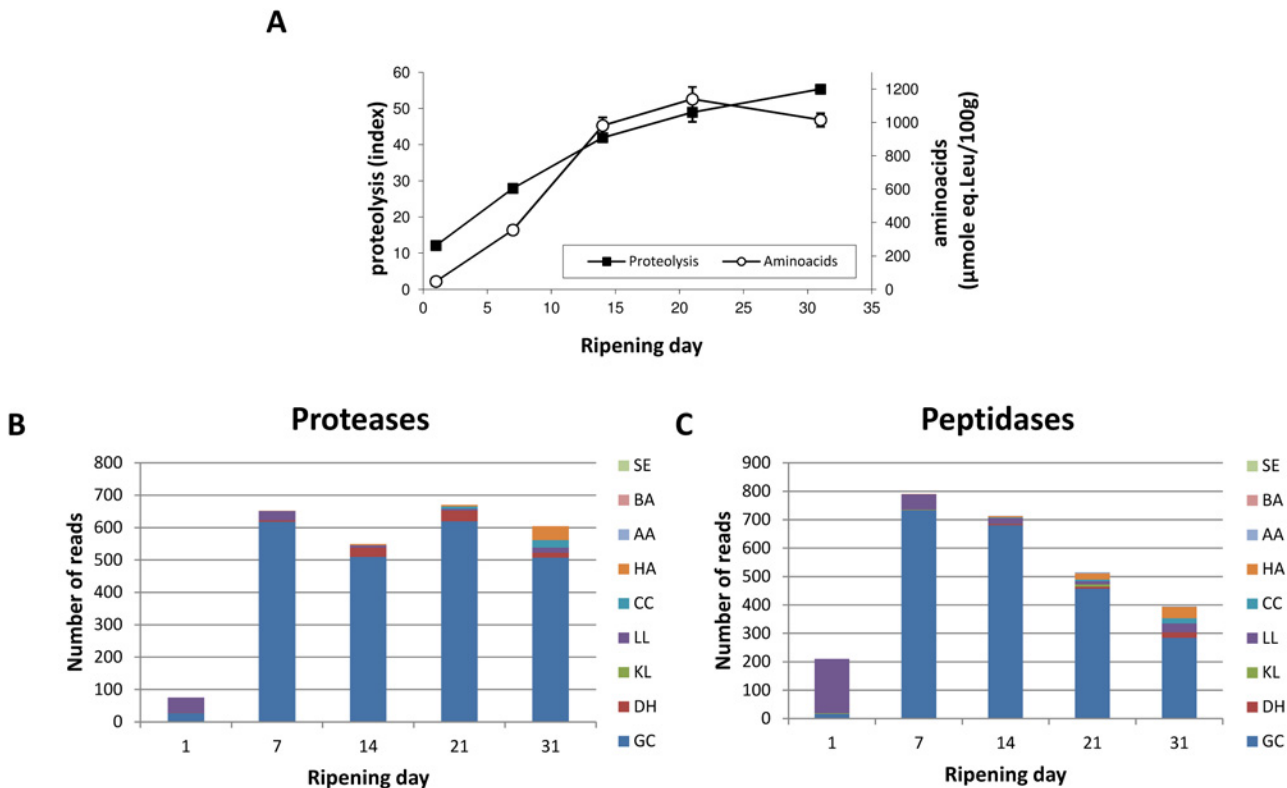 A
proteolysis (index)
60
50
40
30
20
10
0
1200
1000
800
600
400
200
0
aminoacids
(µmole eq.Leu/100g)
Proteolysis
Aminoacids
0 5 10 15 20 25 30 35
Ripening day
B
Proteases
Number of reads
800
700
600
500
400
300
200
100
0
1 7 14 21 31
Ripening day
SE
BA
AA
HA
CC
LL
KL
DH
GC
C
Peptidases
Number of reads
900
800
700
600
500
400
300
200
100
0
1 7 14 21 31
Ripening day
SE
BA
AA
HA
CC
LL
KL
DH
GC